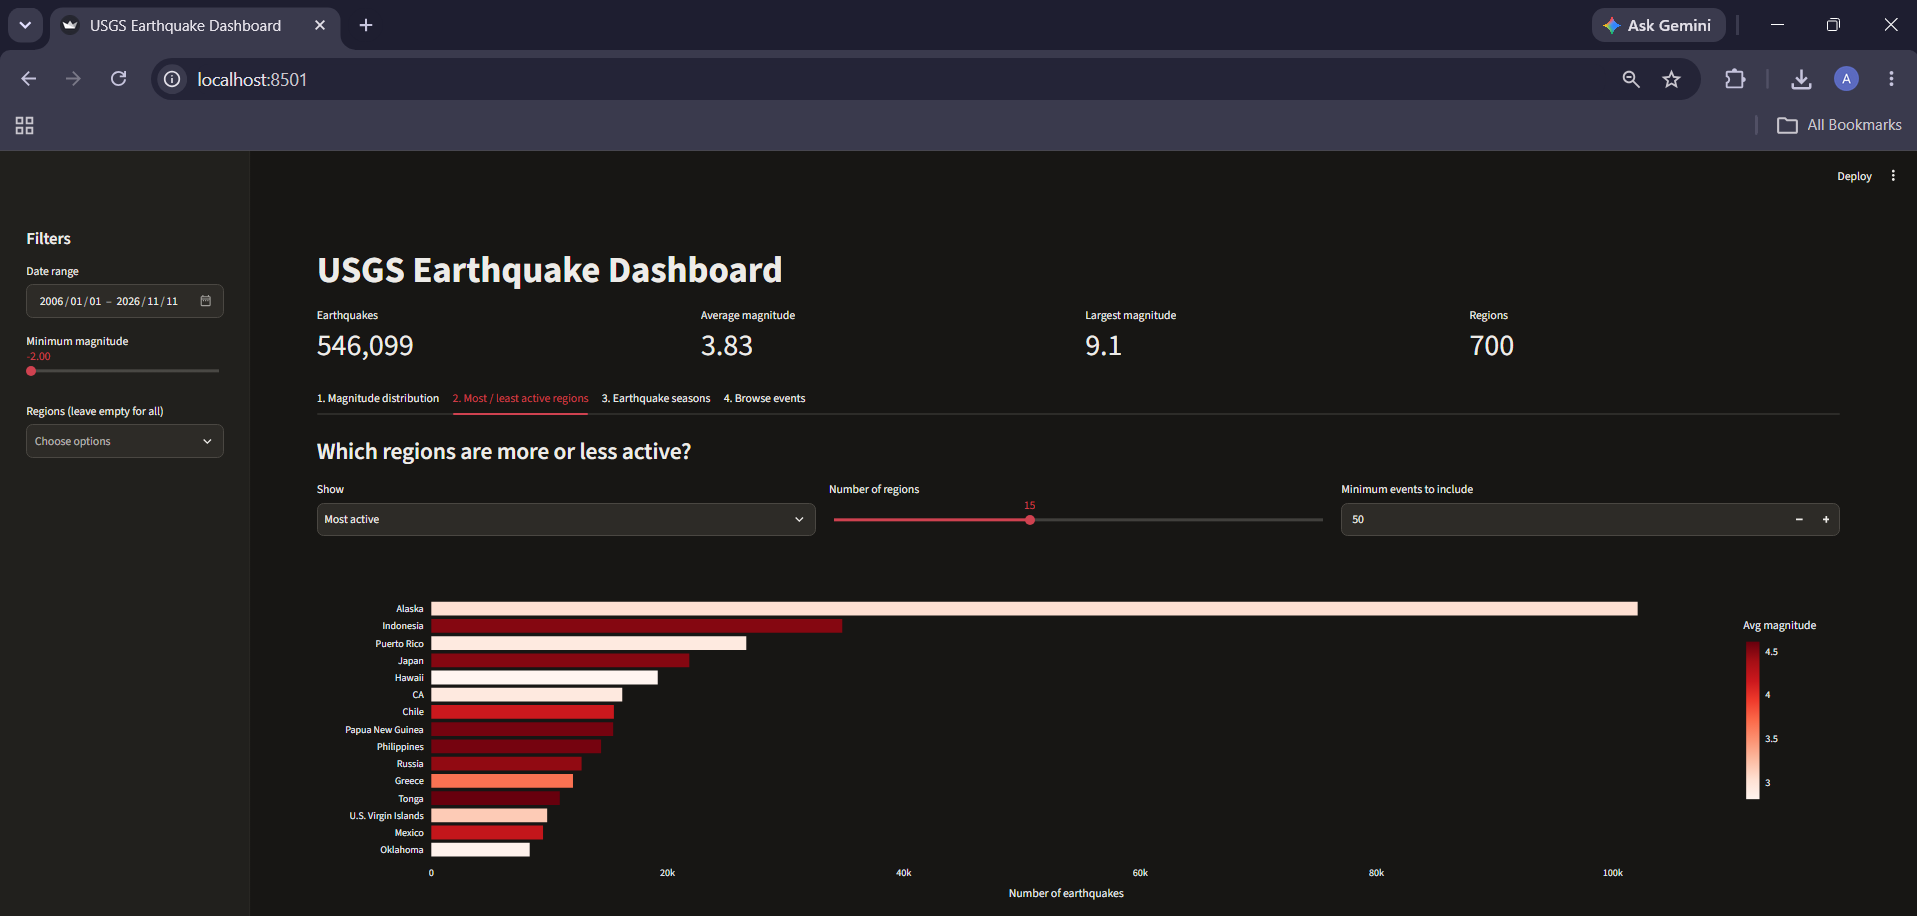 USGS Earthquake Dashboard
Ask Gemini
localhost:8501
A
All Bookmarks
Deploy
Filters
Date range
2006/01/01 – 2026/11/11
Minimum magnitude
-2.00
Regions (leave empty for all)
Choose options
USGS Earthquake Dashboard
Earthquakes
Average magnitude
Largest magnitude
Regions
546,099
3.83
9.1
700
1. Magnitude distribution
2. Most / least active regions
3. Earthquake seasons
4. Browse events
Which regions are more or less active?
Show
Number of regions
Minimum events to include
Most active
15
50
Alaska
Indonesia
Puerto Rico
Japan
Hawaii
CA
Chile
Papua New Guinea
Philippines
Russia
Greece
Tonga
U.S. Virgin Islands
Mexico
Oklahoma
0
20k
40k
60k
80k
100k
Number of earthquakes
Avg magnitude
4.5
4
3.5
3